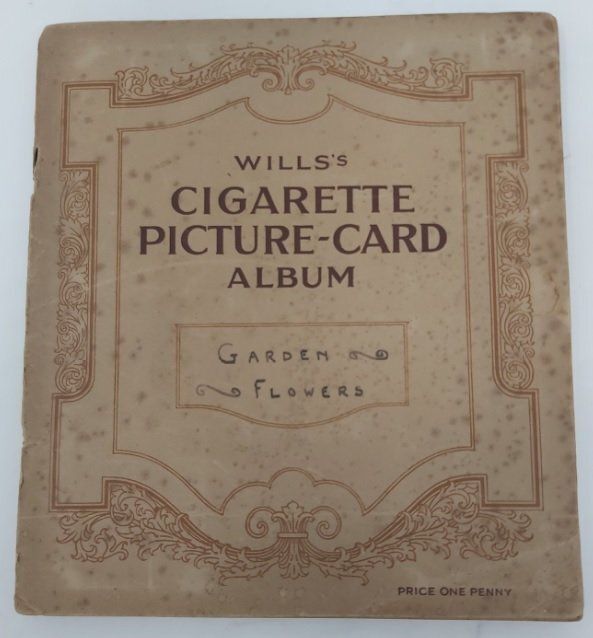 WILLS'S
CIGARETTE
PICTURE-CARD
ALBUM
GARDEN
FLOWERS
PRICE ONE PENNY